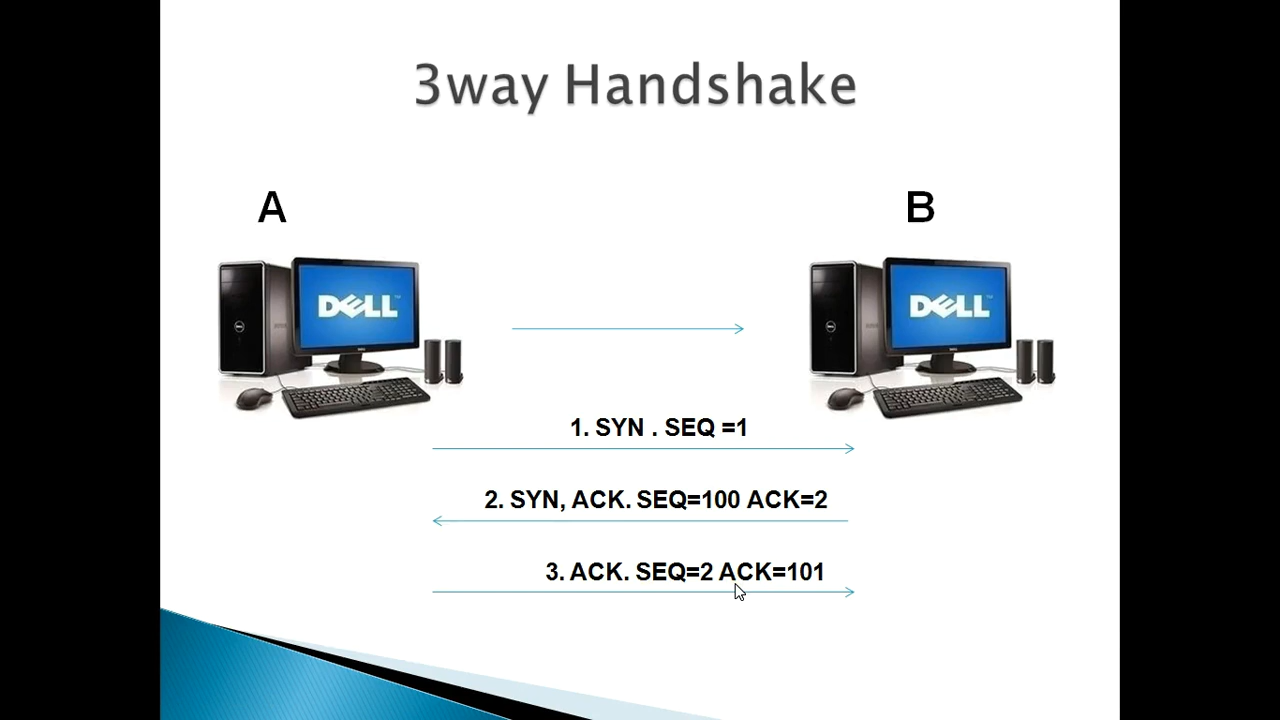 3way Handshake
A
B
DELL
DELL
1. SYN . SEQ =1
2. SYN, ACK. SEQ=100 ACK=2
3. ACK. SEQ=2 ACK=101